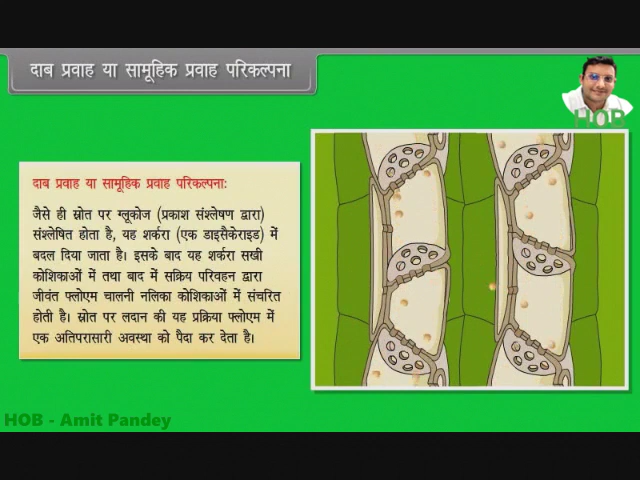 दाब प्रवाह या सामूहिक प्रवाह परिकल्पना
HOB
दाब प्रवाह या सामूहिक प्रवाह परिकल्पनाः
जैसे ही स्रोत पर ग्लूकोज (प्रकाश संश्लेषण द्वारा)
संश्लेषित होता है, यह शर्करा (एक डाइसैकेराइड) में
बदल दिया जाता है। इसके बाद यह शर्करा सखी
कोशिकाओं में तथा बाद में सक्रिय परिवहन द्वारा
जीवंत फ्लोएम चालनी नलिका कोशिकाओं में संचरित
होती है। स्रोत पर लदान की यह प्रक्रिया फ्लोएम में
एक अतिपरासारी अवस्था को पैदा कर देता है।
HOB - Amit Pandey